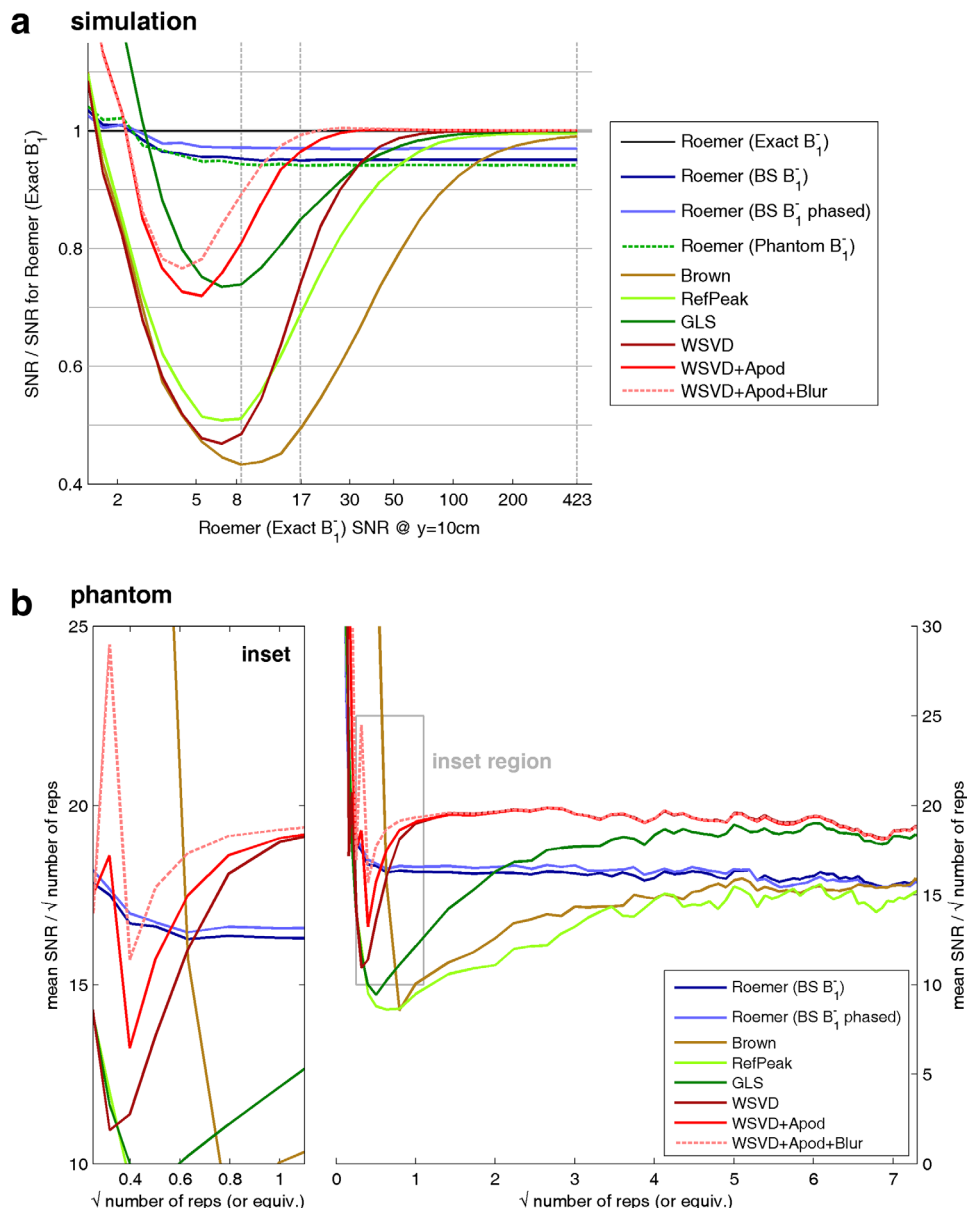 a simulation
SNR / SNR for Roemer (Exact B₁⁻)
1
0.8
0.6
0.4
2 5 8 17 30 50 100 200 423
Roemer (Exact B₁⁻) SNR @ y=10cm
Roemer (Exact B₁⁻)
Roemer (BS B₁⁻)
Roemer (BS B₁⁻ phased)
Roemer (Phantom B₁⁻)
Brown
RefPeak
GLS
WSVD
WSVD+Apod
WSVD+Apod+Blur
b phantom
mean SNR / √ number of reps
25
20
15
10
inset
0.4 0.6 0.8 1
√ number of reps (or equiv.)
inset region
30
25
20
15
10
5
0
mean SNR / √ number of reps
0 1 2 3 4 5 6 7
√ number of reps (or equiv.)
Roemer (BS B₁⁻)
Roemer (BS B₁⁻ phased)
Brown
RefPeak
GLS
WSVD
WSVD+Apod
WSVD+Apod+Blur